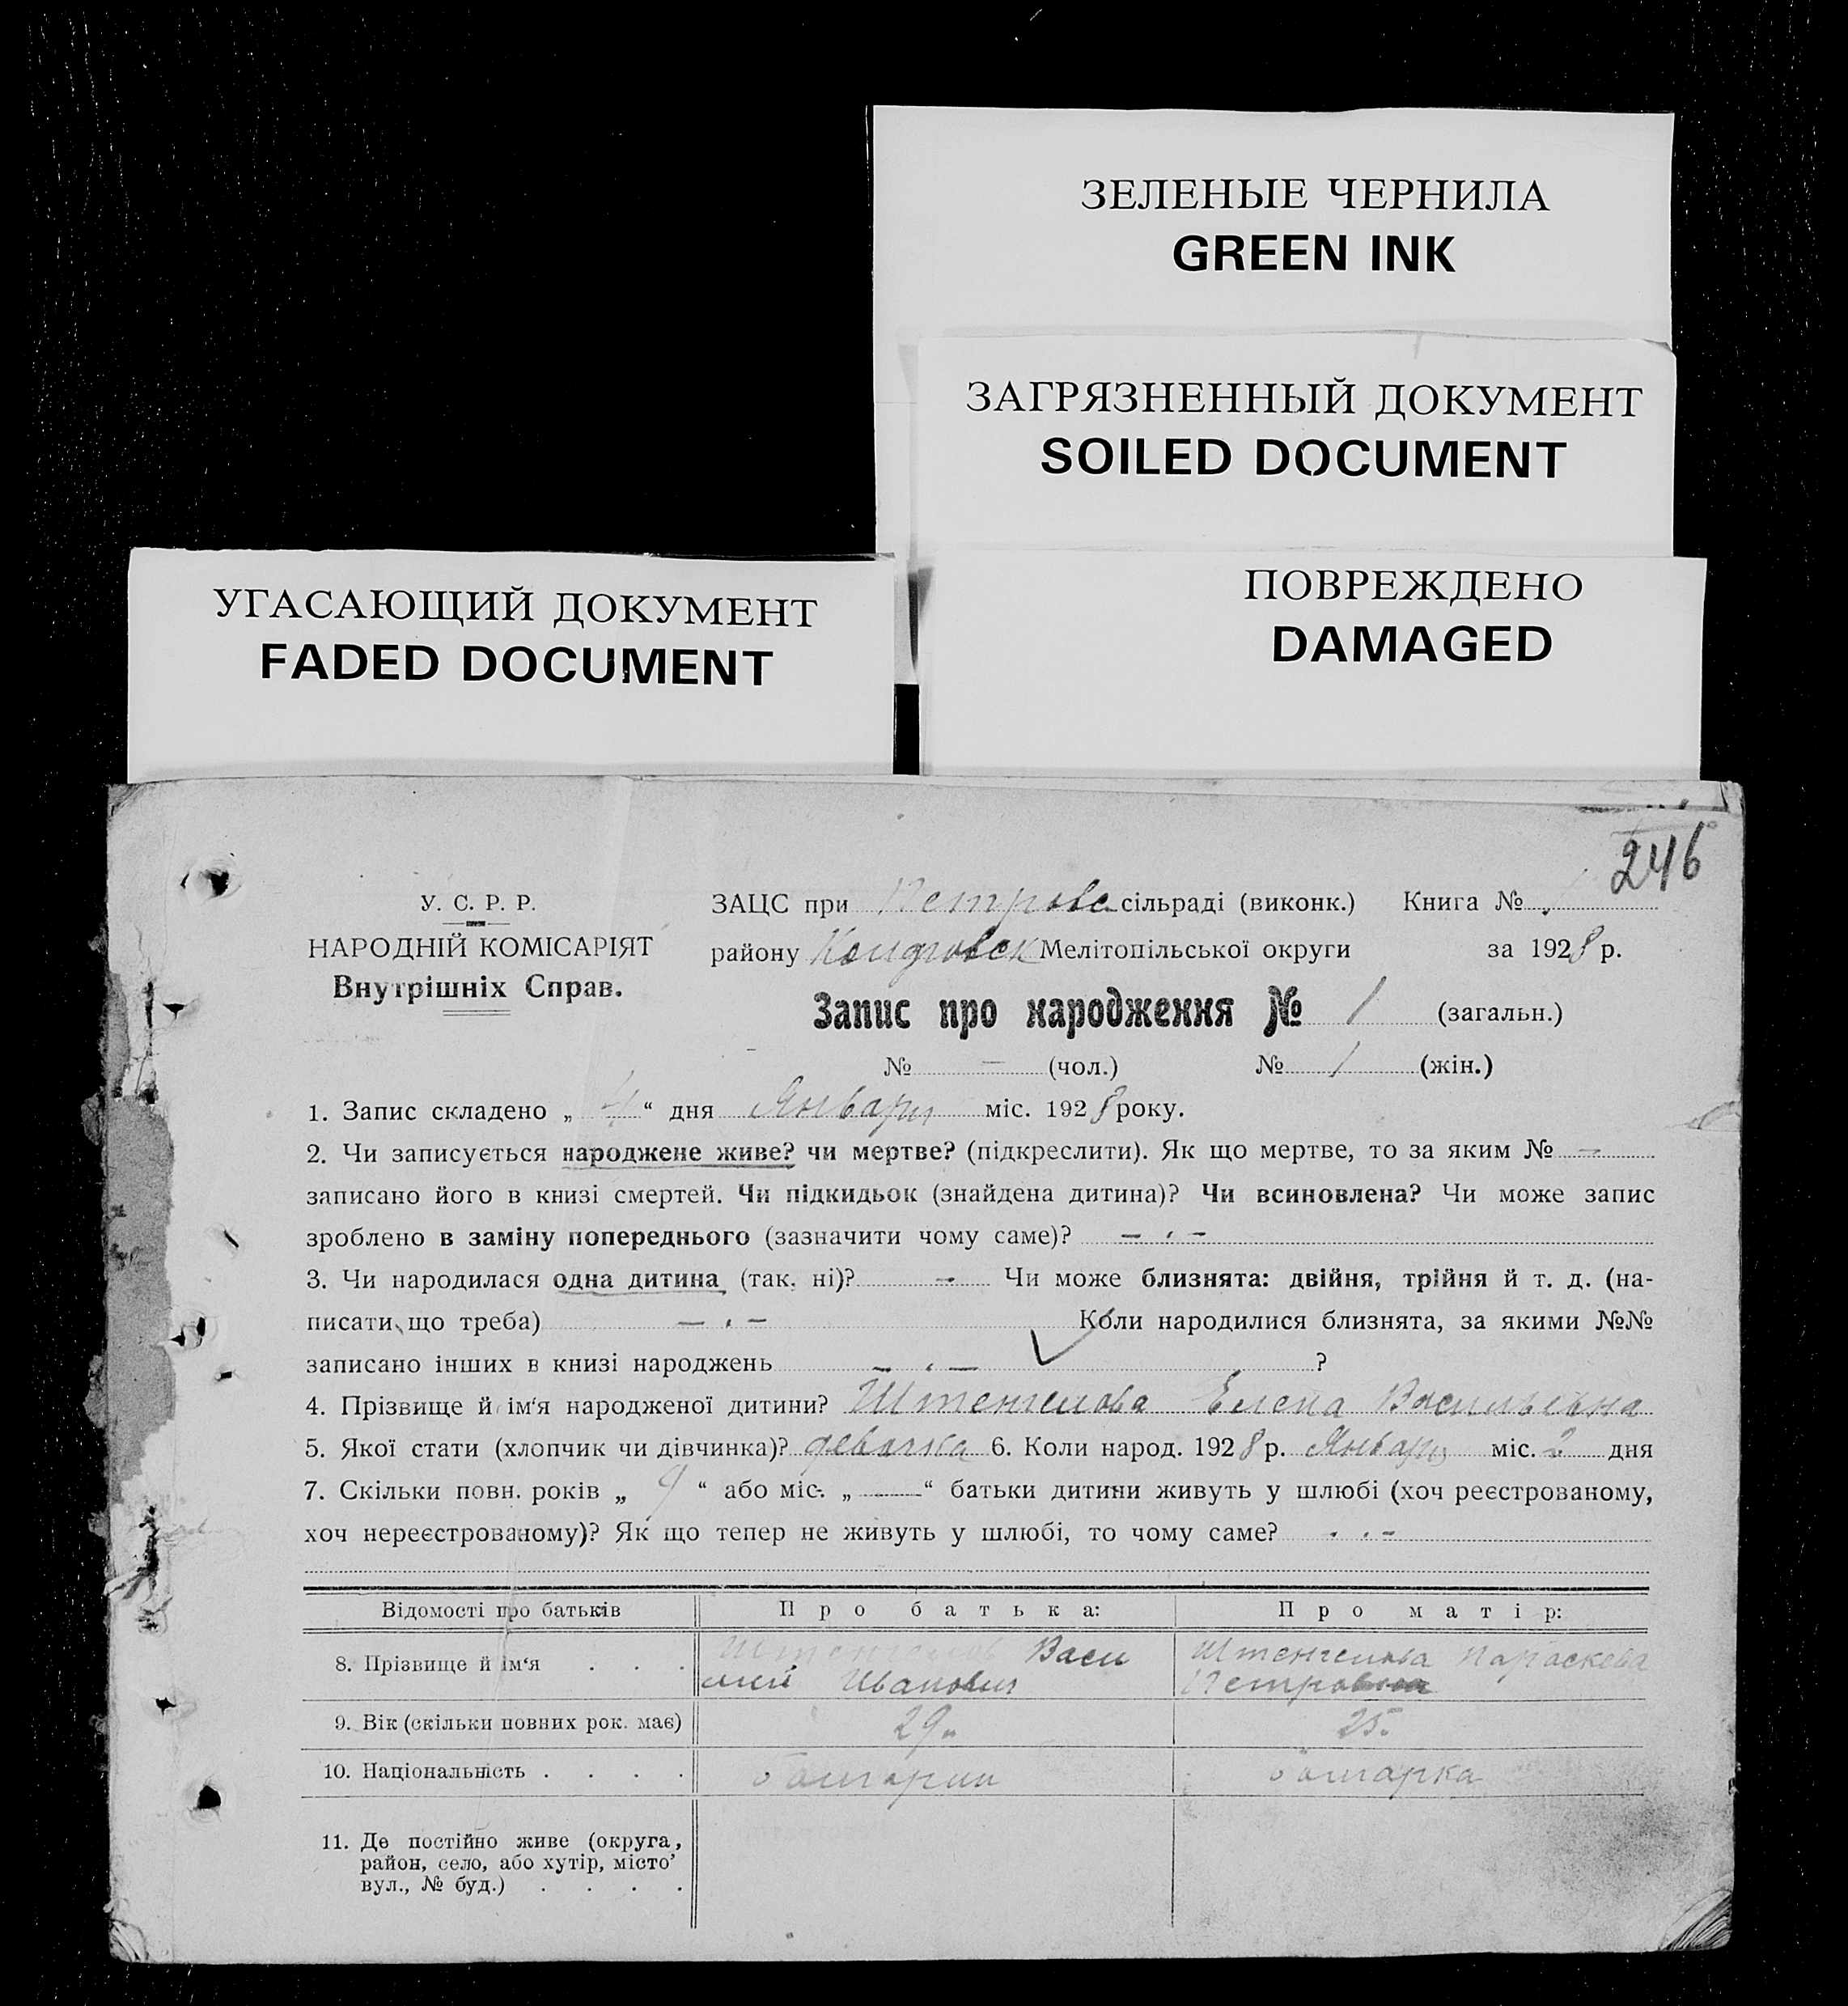 ЗЕЛЕНЫЕ ЧЕРНИЛА
GREEN INK
ЗАГРЯЗНЕННЫЙ ДОКУМЕНТ
SOILED DOCUMENT
УГАСАЮЩИЙ ДОКУМЕНТ
FADED DOCUMENT
ПОВРЕЖДЕНО
DAMAGED
246
У. С. Р. Р.
НАРОДНІЙ КОМІСАРІЯТ
Внутрішніх Справ.
ЗАЦС при Петровс сільраді (виконк.) Книга №
району Мелітопільської округи за 1928 р.
Запис про народження № 1 (загальн.)
№ — (чол.) № 1 (жін.)
1. Запис складено „ 4 “ дня Января міс. 1928 року.
2. Чи записується народжене живе? чи мертве? (підкреслити). Як що мертве, то за яким № —
записано його в книзі смертей. Чи підкидьок (знайдена дитина)? Чи всиновлена? Чи може запис
зроблено в заміну попереднього (зазначити чому саме)? — . —
3. Чи народилася одна дитина (так, ні)? — Чи може близнята: двійня, трійня й т. д. (на-
писати що треба) — . — Коли народилися близнята, за якими №№
записано інших в книзі народжень — . — ?
4. Прізвище й ім‘я народженої дитини? Штенгелова Елена Васильевна
5. Якої стати (хлопчик чи дівчинка)? девочка 6. Коли народ. 1928 р. Января міс. 2 дня
7. Скільки повн. років „ 9 “ або міс. „ — “ батьки дитини живуть у шлюбі (хоч реєстрованому,
хоч нереєстрованому)? Як що тепер не живуть у шлюбі, то чому саме? . . –
Відомості про батьків Про батька: Про матір:
8. Прізвище й ім‘я . . . Штенгелов Васи Штенгелова Параскева
лий Иванович Петровна
9. Вік (скільки повних рок. має) 29 25
10. Національність . . . . болгарин болгарка
11. Де постійно живе (округа,
район, село, або хутір, місто,
вул., № буд.) . . . .